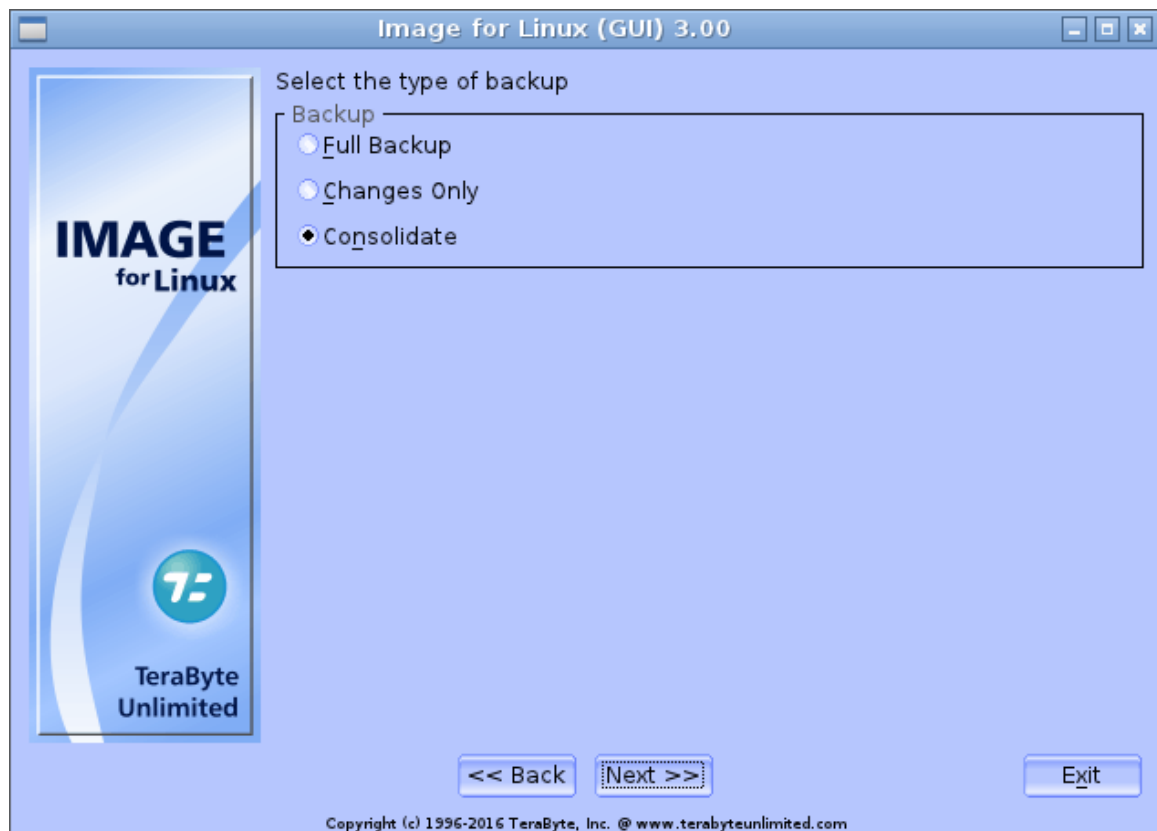 Image for Linux (GUI) 3.00
Select the type of backup
Backup
Full Backup
Changes Only
Consolidate
IMAGE
for Linux
TeraByte
Unlimited
<< Back
Next >>
Exit
Copyright (c) 1996-2016 TeraByte, Inc. @ www.terabyteunlimited.com